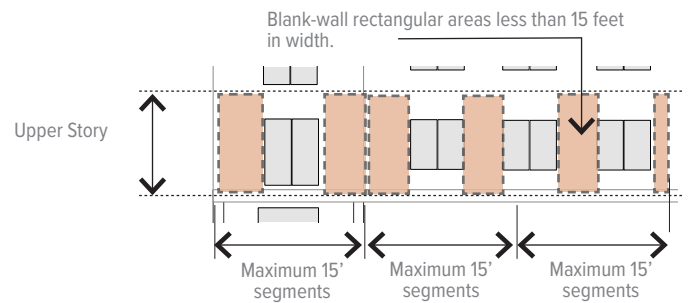 Blank-wall rectangular areas less than 15 feet
in width.
Upper Story
Maximum 15’
segments
Maximum 15’
segments
Maximum 15’
segments